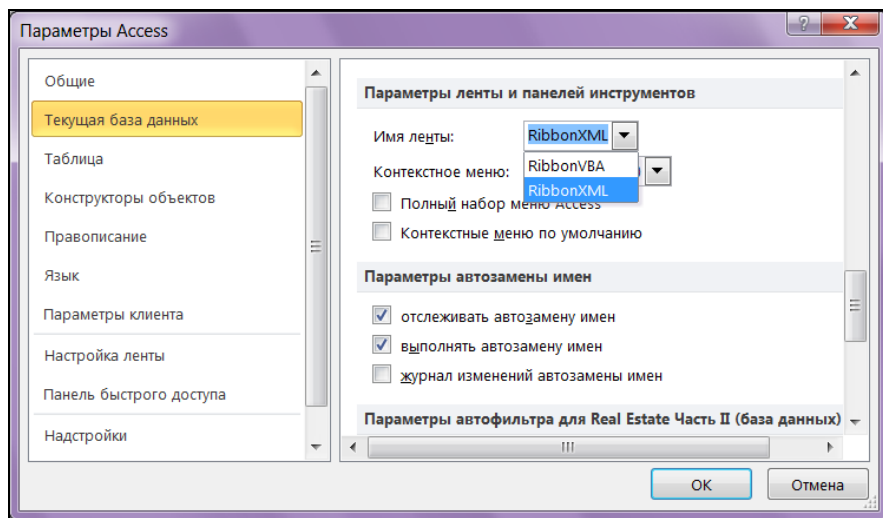 Параметры Access
Общие
Текущая база данных
Таблица
Конструкторы объектов
Правописание
Язык
Параметры клиента
Настройка ленты
Панель быстрого доступа
Надстройки
Параметры ленты и панелей инструментов
Имя ленты: RibbonXML
RibbonVBA
RibbonXML
Контекстное меню:
Полный набор меню Access
Контекстные меню по умолчанию
Параметры автозамены имен
отслеживать автозамену имен
выполнять автозамену имен
журнал изменений автозамены имен
Параметры автофильтра для Real Estate Часть II (база данных)
ОК
Отмена